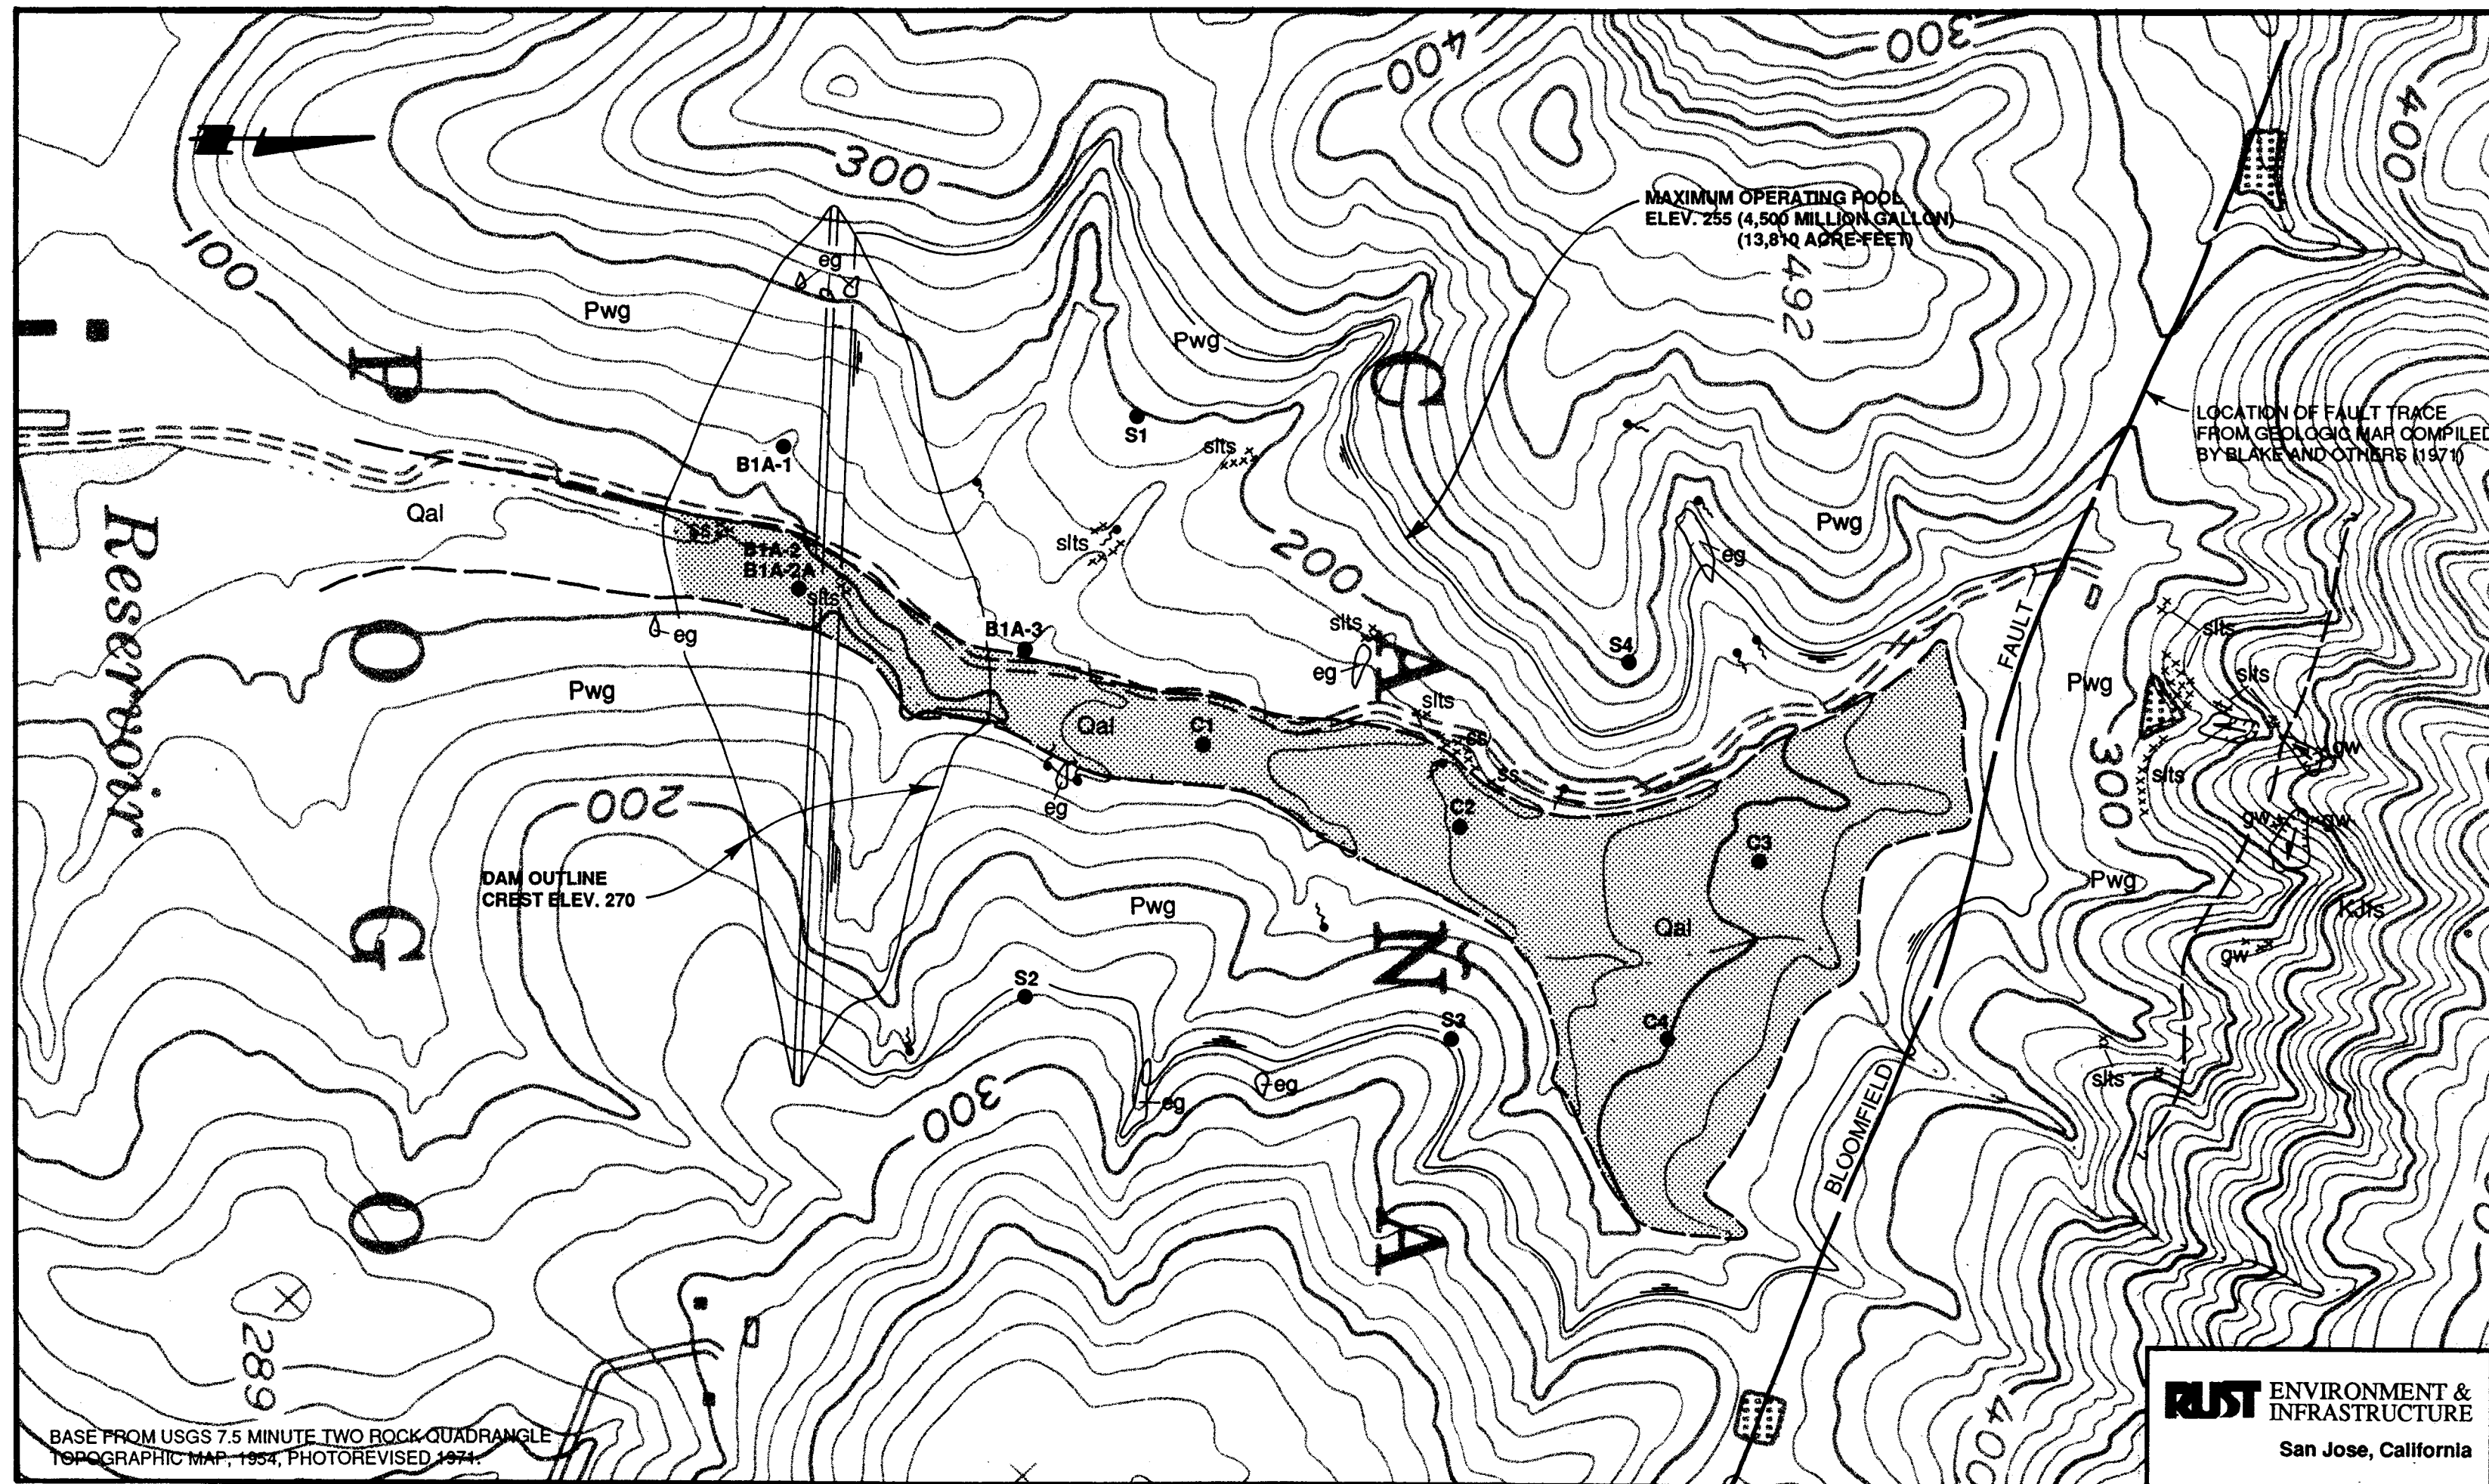 300
400
400
300
MAXIMUM OPERATING POOL
ELEV. 255 (4,500 MILLION GALLON)
(13,810 ACRE-FEET)
100
eg
492
Pwg
Pwg
P
C
LOCATION OF FAULT TRACE
FROM GEOLOGIC MAP COMPILED
BY BLAKE AND OTHERS (1971)
S1
slts
B1A-1
Qal
Pwg
ss
B1A-2
B1A-2A
slts
slts
200
eg
Reservoir
O
eg
B1A-3
slts
S4
FAULT
slts
eg
A
Pwg
Pwg
slts
slts
Qal
C1
ss
gw
ss
slts
300
200
eg
C2
gw
gw
C3
DAM OUTLINE
CREST ELEV. 270
Pwg
Pwg
KJfs
G
N
Qal
gw
S2
S3
C4
slts
eg
eg
300
BLOOMFIELD
O
A
289
400
BASE FROM USGS 7.5 MINUTE TWO ROCK QUADRANGLE
TOPOGRAPHIC MAP, 1954, PHOTOREVISED 1971.
RUST ENVIRONMENT &
INFRASTRUCTURE
San Jose, California